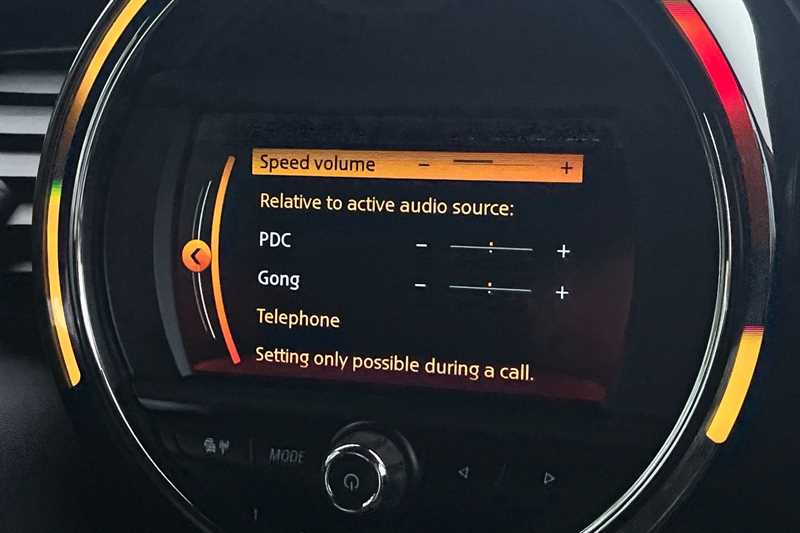 Speed volume - +
Relative to active audio source:
PDC - +
Gong - +
Telephone
Setting only possible during a call.
MODE